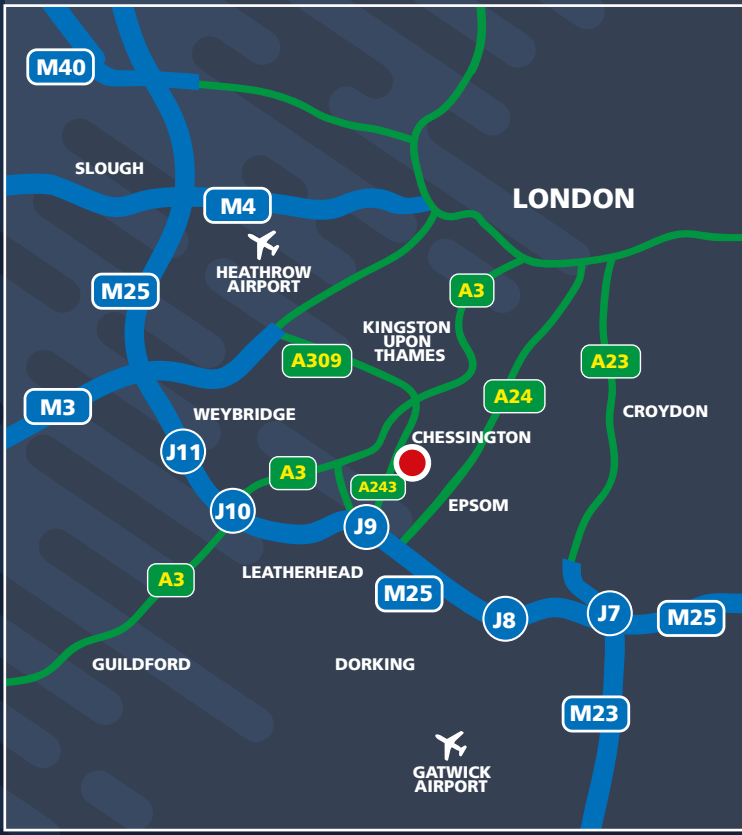 M40
SLOUGH
M4
LONDON
HEATHROW
AIRPORT
M25
A3
KINGSTON
UPON
THAMES
A309
A23
A24
M3
WEYBRIDGE
CROYDON
CHESSINGTON
J11
A3
A243
EPSOM
J10
J9
LEATHERHEAD
A3
M25
J8
J7
M25
GUILDFORD
DORKING
M23
GATWICK
AIRPORT